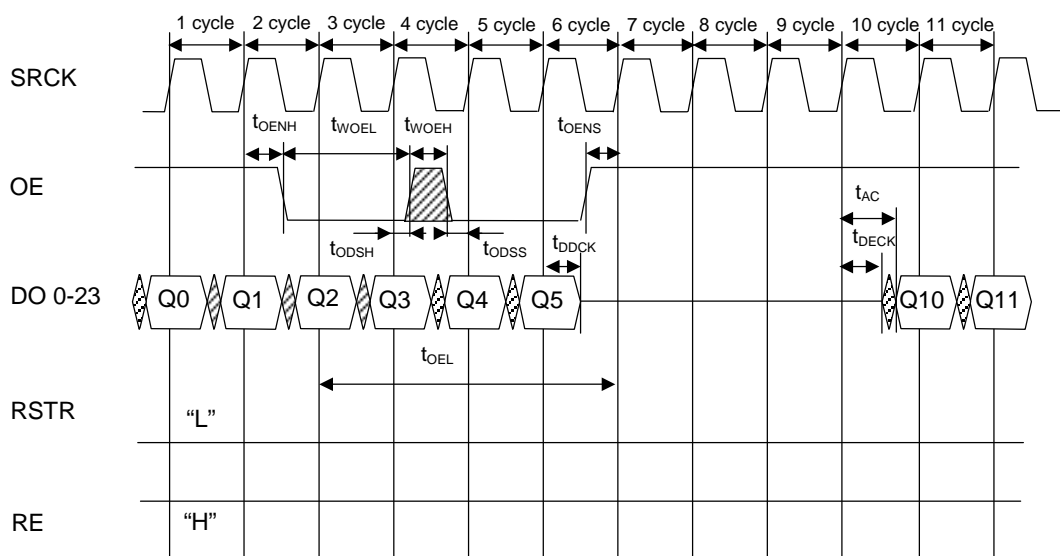 1 cycle 2 cycle 3 cycle 4 cycle 5 cycle 6 cycle 7 cycle 8 cycle 9 cycle 10 cycle 11 cycle
SRCK
tOENH tWOEL tWOEH tOENS
OE
tAC
tODSH tODSS tDDCK tDECK
DO 0-23 Q0 Q1 Q2 Q3 Q4 Q5 Q10 Q11
tOEL
RSTR “L”
RE “H”